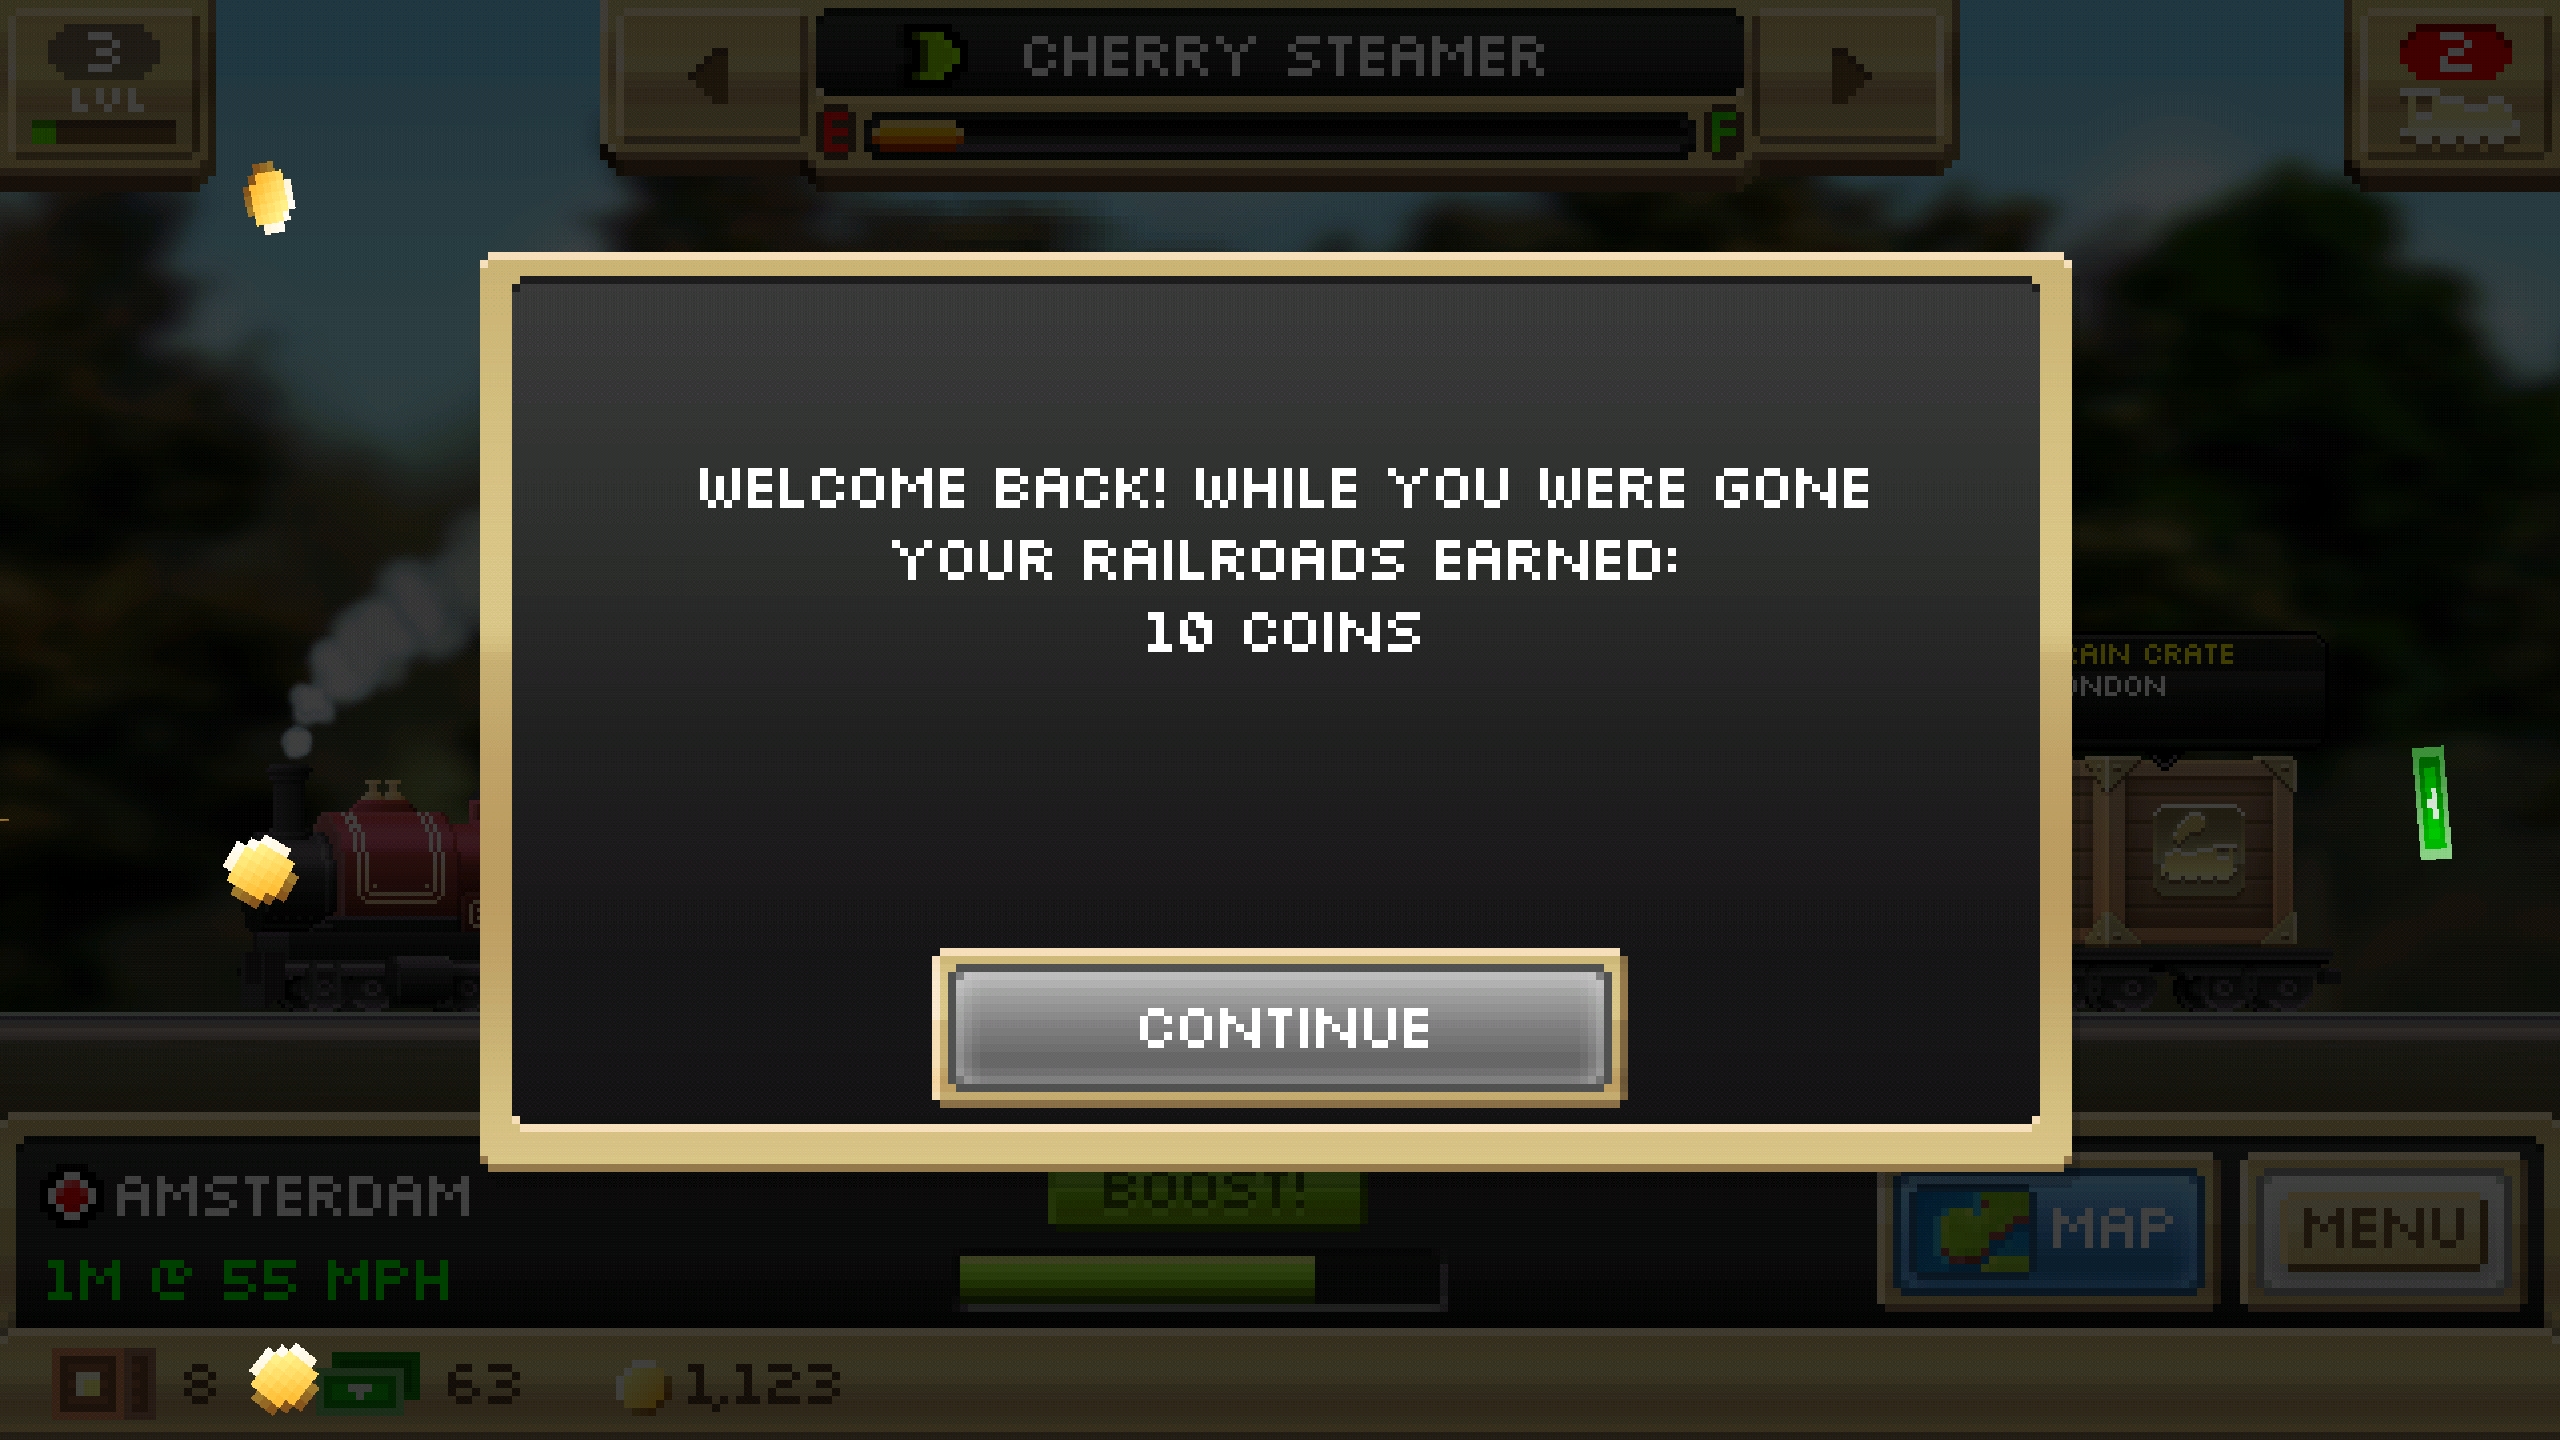 3
LVL
CHERRY STEAMER
E F
2
WELCOME BACK! WHILE YOU WERE GONE
YOUR RAILROADS EARNED:
10 COINS
CONTINUE
AMSTERDAM
1M @ 55 MPH
BOOST!
MAP
MENU
8 63 1,123
CRATE